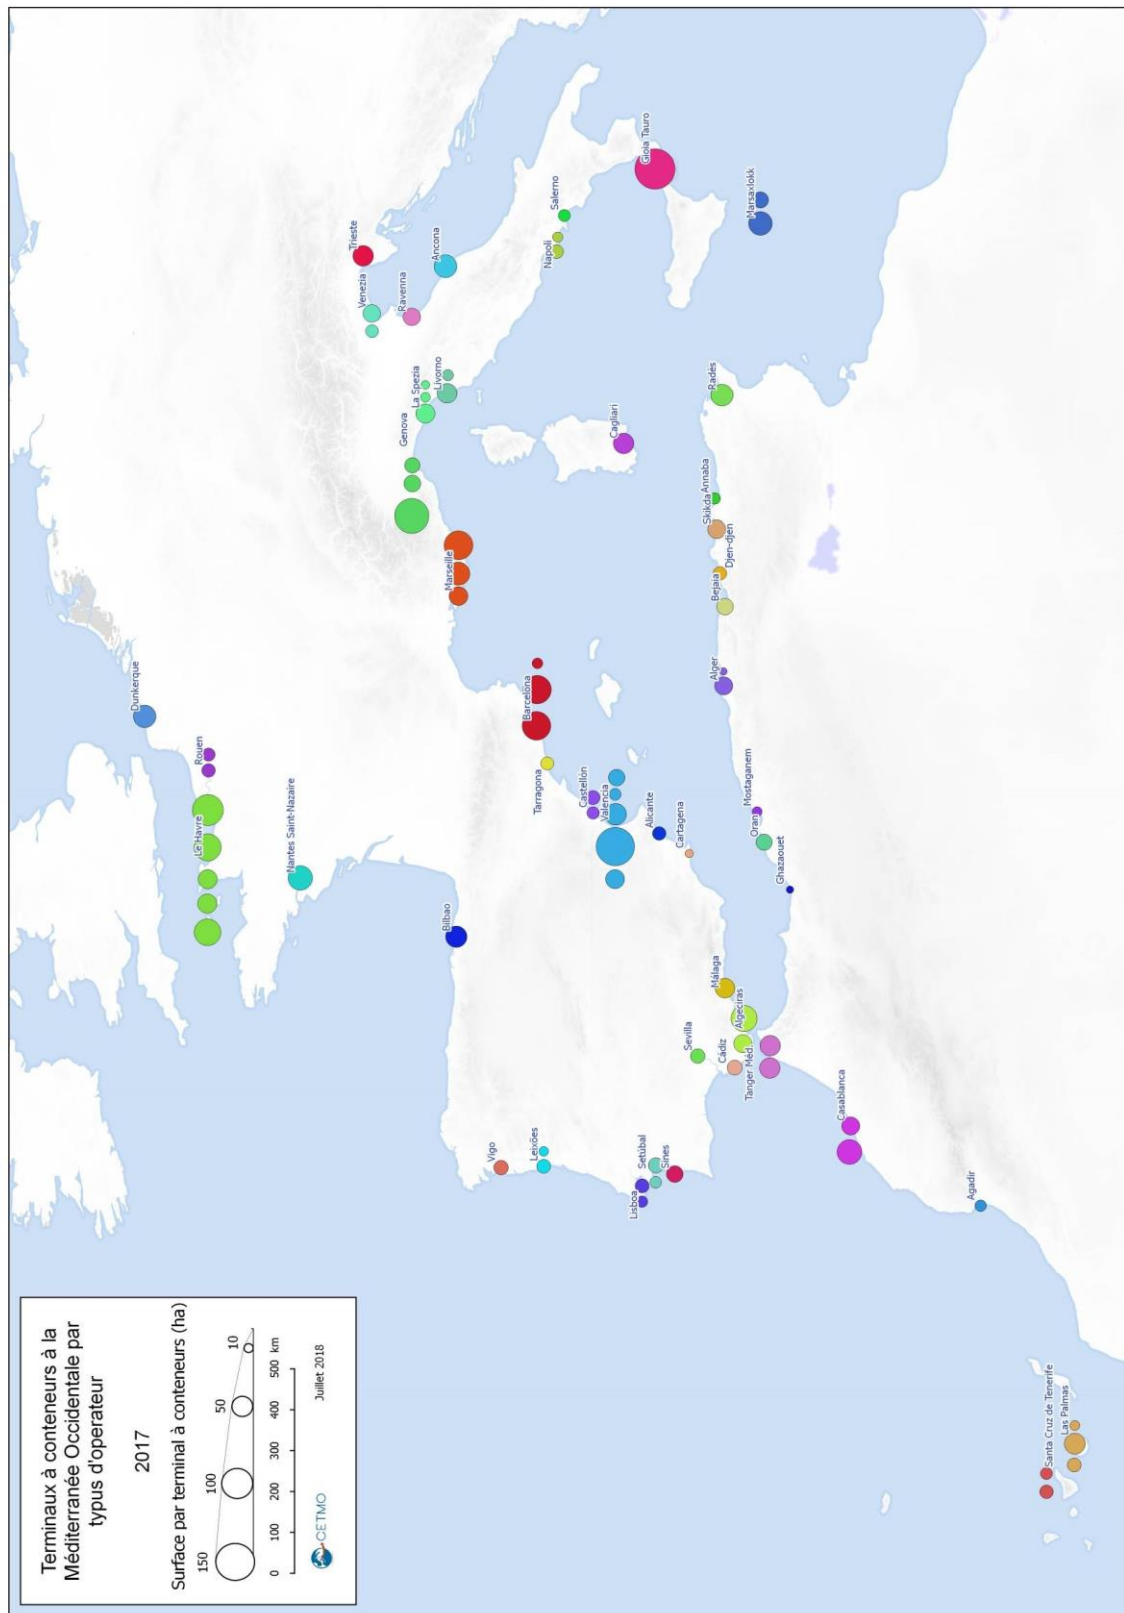 Terminaux à conteneurs à la
Méditerranée Occidentale par
typus d'operateur
2017
Surface par terminal à conteneurs (ha)
150
100
50
10
0
100
200
300
400
500
km
CETMO
Juillet 2018
Dunkerque
Rouen
Le Havre
Nantes Saint-Nazaire
Trieste
Venezia
Ravenna
Ancona
Genova
La Spezia
Livorno
Marseille
Napoli
Salerno
Gioia Tauro
Marsaxlokk
Cagliari
Barcelona
Tarragona
Castellón
Valencia
Alicante
Cartagena
Bilbao
Málaga
Algeciras
Sevilla
Cádiz
Tanger Méd.
Vigo
Leixões
Lisboa
Setúbal
Sines
Radès
Annaba
Skikda
Djen-djen
Bejaia
Alger
Mostaganem
Oran
Ghazaouet
Casablanca
Agadir
Santa Cruz de Tenerife
Las Palmas